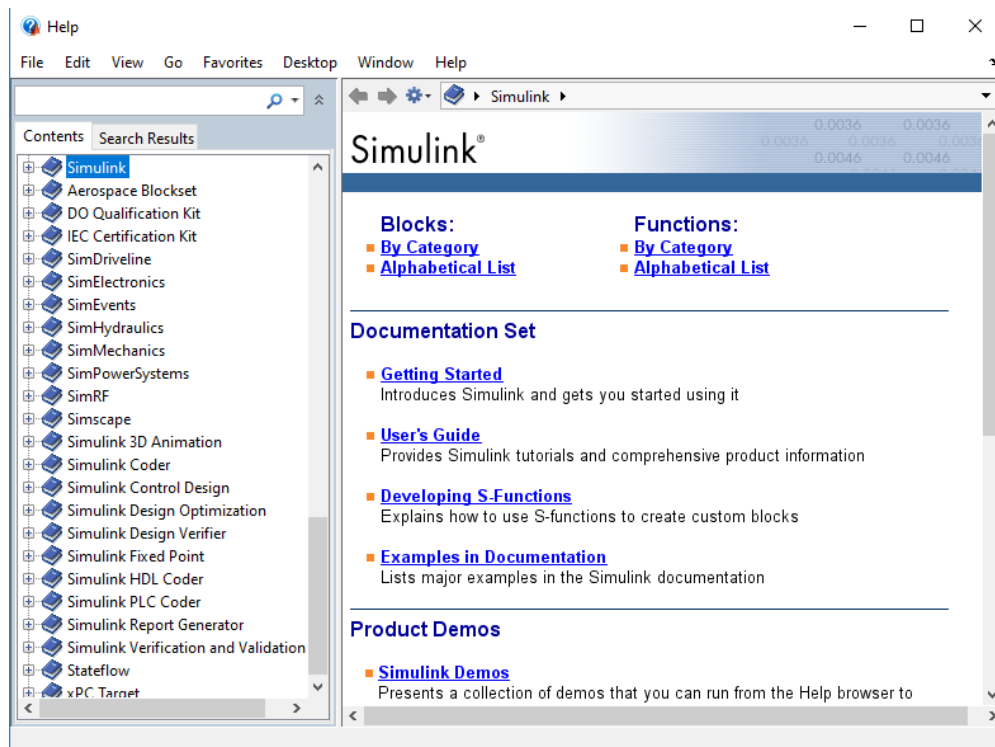 Help
File Edit View Go Favorites Desktop Window Help
Simulink
Contents Search Results
Simulink
Aerospace Blockset
DO Qualification Kit
IEC Certification Kit
SimDriveline
SimElectronics
SimEvents
SimHydraulics
SimMechanics
SimPowerSystems
SimRF
Simscape
Simulink 3D Animation
Simulink Coder
Simulink Control Design
Simulink Design Optimization
Simulink Design Verifier
Simulink Fixed Point
Simulink HDL Coder
Simulink PLC Coder
Simulink Report Generator
Simulink Verification and Validation
Stateflow
xPC Target
0.0036 0.0036
Simulink®
0.0036 0.0036 0.003
0.0046 0.0046
Blocks: Functions:
By Category By Category
Alphabetical List Alphabetical List
Documentation Set
Getting Started
Introduces Simulink and gets you started using it
User's Guide
Provides Simulink tutorials and comprehensive product information
Developing S-Functions
Explains how to use S-functions to create custom blocks
Examples in Documentation
Lists major examples in the Simulink documentation
Product Demos
Simulink Demos
Presents a collection of demos that you can run from the Help browser to